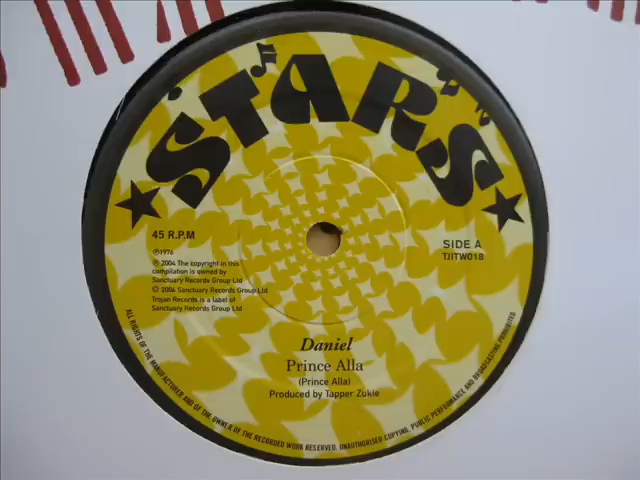 STARS
45 R.P.M
SIDE A
TJITW018
℗1976
℗ 2004 The copyright in this
compilation is owned by
Sanctuary Records Group Ltd
© 2004 Sanctuary Records Group Ltd
Trojan Records is a label of
Sanctuary Records Group Ltd
Daniel
Prince Alla
(Prince Alla)
Produced by Tapper Zukie
ALL RIGHTS OF THE MANUFACTURER AND OF THE OWNER OF THE RECORDED WORK RESERVED. UNAUTHORISED COPYING, PUBLIC PERFORMANCE AND BROADCASTING PROHIBITED